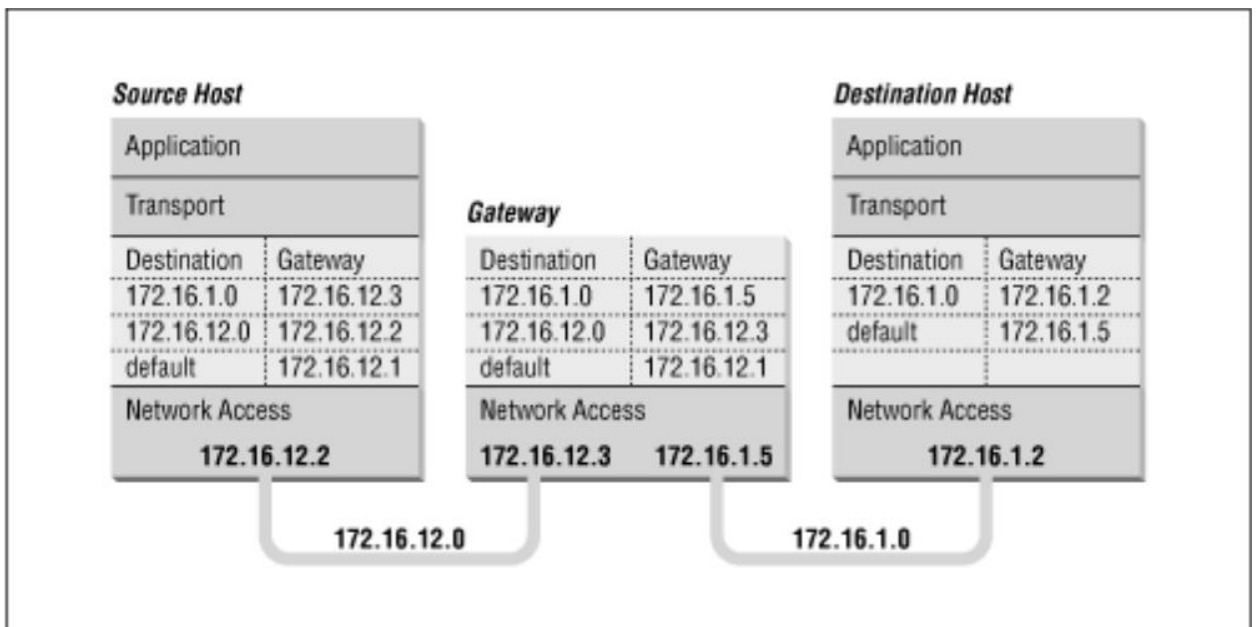 Source Host
Application
Transport
Destination Gateway
172.16.1.0 172.16.12.3
172.16.12.0 172.16.12.2
default 172.16.12.1
Network Access
172.16.12.2
Gateway
Destination Gateway
172.16.1.0 172.16.1.5
172.16.12.0 172.16.12.3
default 172.16.12.1
Network Access
172.16.12.3 172.16.1.5
Destination Host
Application
Transport
Destination Gateway
172.16.1.0 172.16.1.2
default 172.16.1.5
Network Access
172.16.1.2
172.16.12.0
172.16.1.0